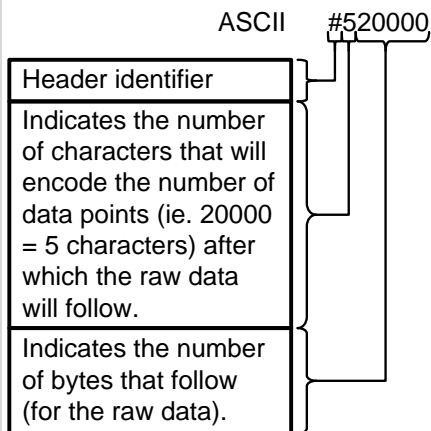 ASCII #520000
Header identifier
Indicates the number
of characters that will
encode the number of
data points (ie. 20000
= 5 characters) after
which the raw data
will follow.
Indicates the number
of bytes that follow
(for the raw data).